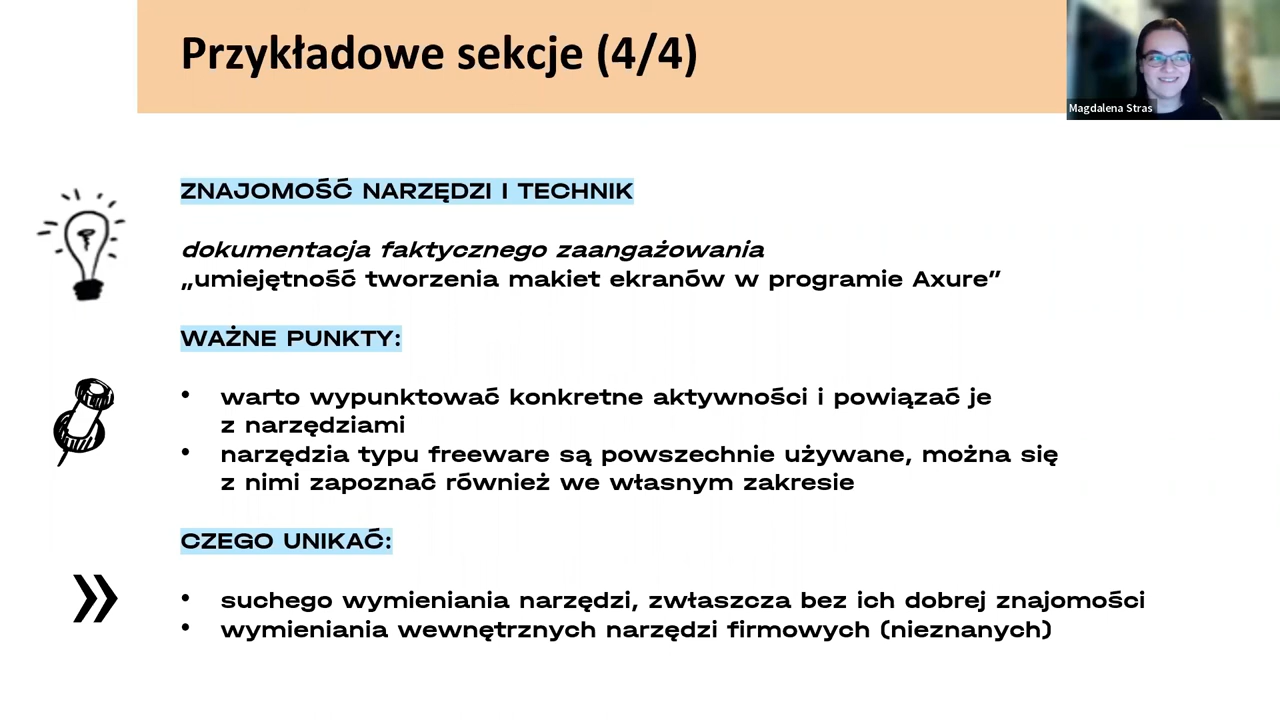 Przykładowe sekcje (4/4)
Magdalena Stras
ZNAJOMOŚĆ NARZĘDZI I TECHNIK
dokumentacja faktycznego zaangażowania
„umiejętność tworzenia makiet ekranów w programie Axure”
WAŻNE PUNKTY:
• warto wypunktować konkretne aktywności i powiązać je
z narzędziami
• narzędzia typu freeware są powszechnie używane, można się
z nimi zapoznać również we własnym zakresie
CZEGO UNIKAĆ:
• suchego wymieniania narzędzi, zwłaszcza bez ich dobrej znajomości
• wymieniania wewnętrznych narzędzi firmowych (nieznanych)